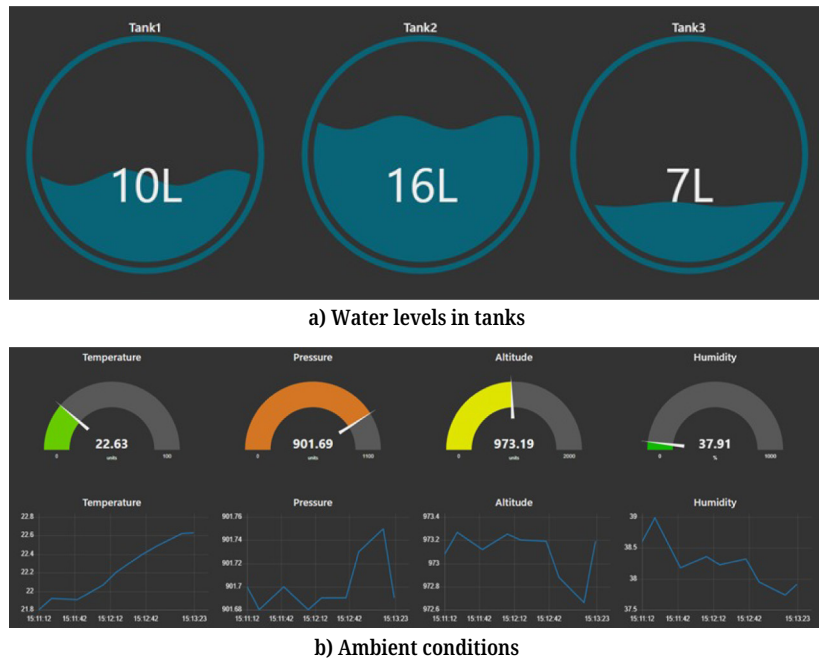 Tank1 Tank2 Tank3
10L 16L 7L
a) Water levels in tanks
Temperature Pressure Altitude Humidity
22.63 901.69 973.19 37.91
0 units 100 0 units 1100 0 units 2000 0 % 1000
Temperature Pressure Altitude Humidity
22.8 901.76 973.4 39
22.6 901.74 973.2 38.5
22.4 901.72 973 38
22.2 901.7 972.8 37.5
22 901.68 972.6
21.8
15:11:12 15:11:42 15:12:12 15:12:42 15:13:23 15:11:12 15:11:42 15:12:12 15:12:42 15:13:23 15:11:12 15:11:42 15:12:12 15:12:42 15:13:23 15:11:12 15:11:42 15:12:12 15:12:42 15:13:23
b) Ambient conditions